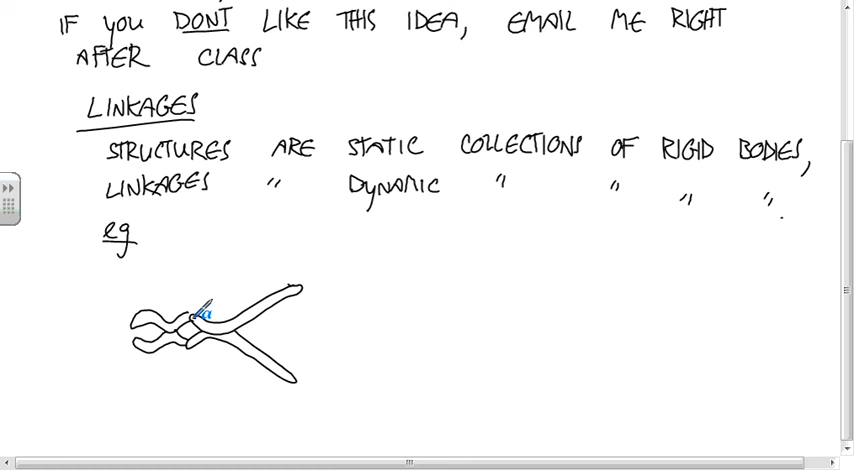 IF you DONT LIKE THIS IDEA, EMAIL ME RIGHT
AFTER CLASS
LINKAGES
STRUCTURES ARE STATIC COLLECTIONS OF RIGID BODIES,
LINKAGES " DYNAMIC " " " ".
eg
a